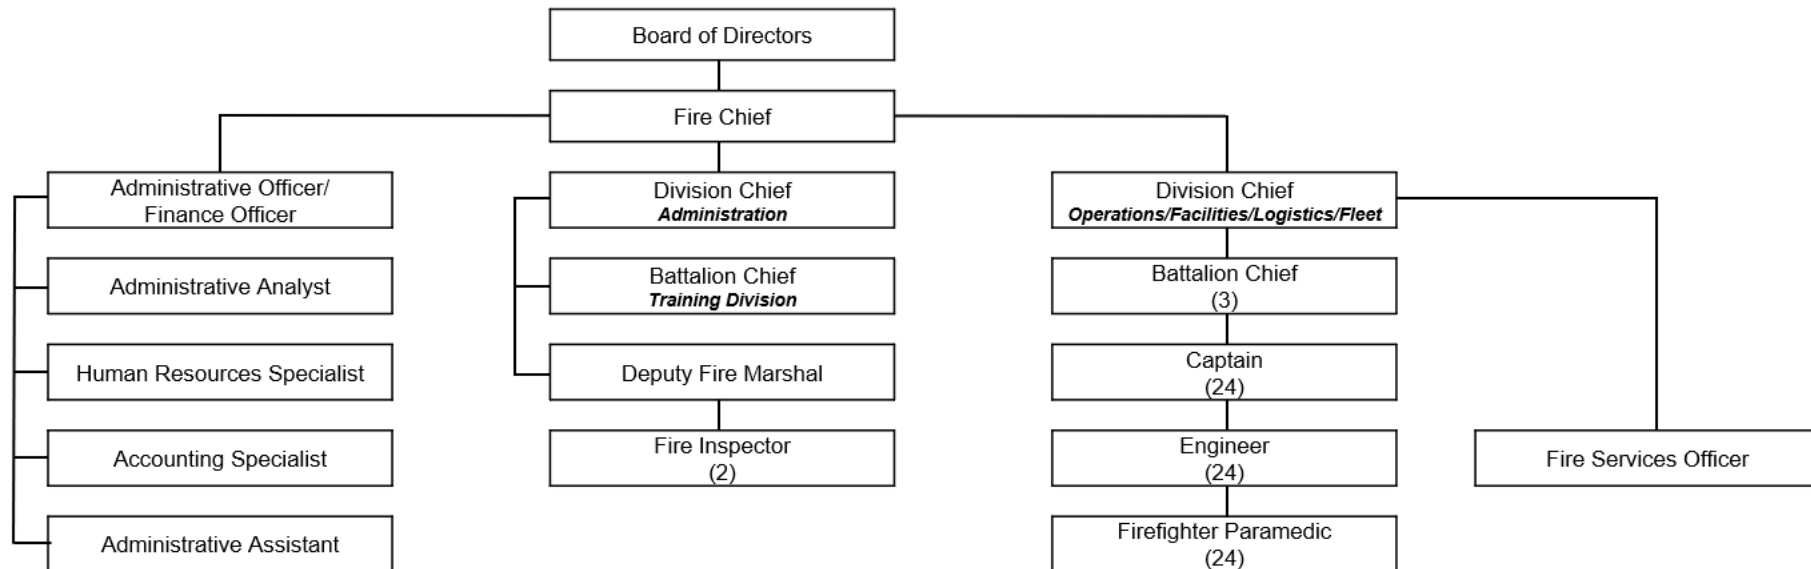 Board of Directors
Fire Chief
Administrative Officer/
Finance Officer
Administrative Analyst
Human Resources Specialist
Accounting Specialist
Administrative Assistant
Division Chief
Administration
Battalion Chief
Training Division
Deputy Fire Marshal
Fire Inspector
(2)
Division Chief
Operations/Facilities/Logistics/Fleet
Battalion Chief
(3)
Captain
(24)
Engineer
(24)
Firefighter Paramedic
(24)
Fire Services Officer